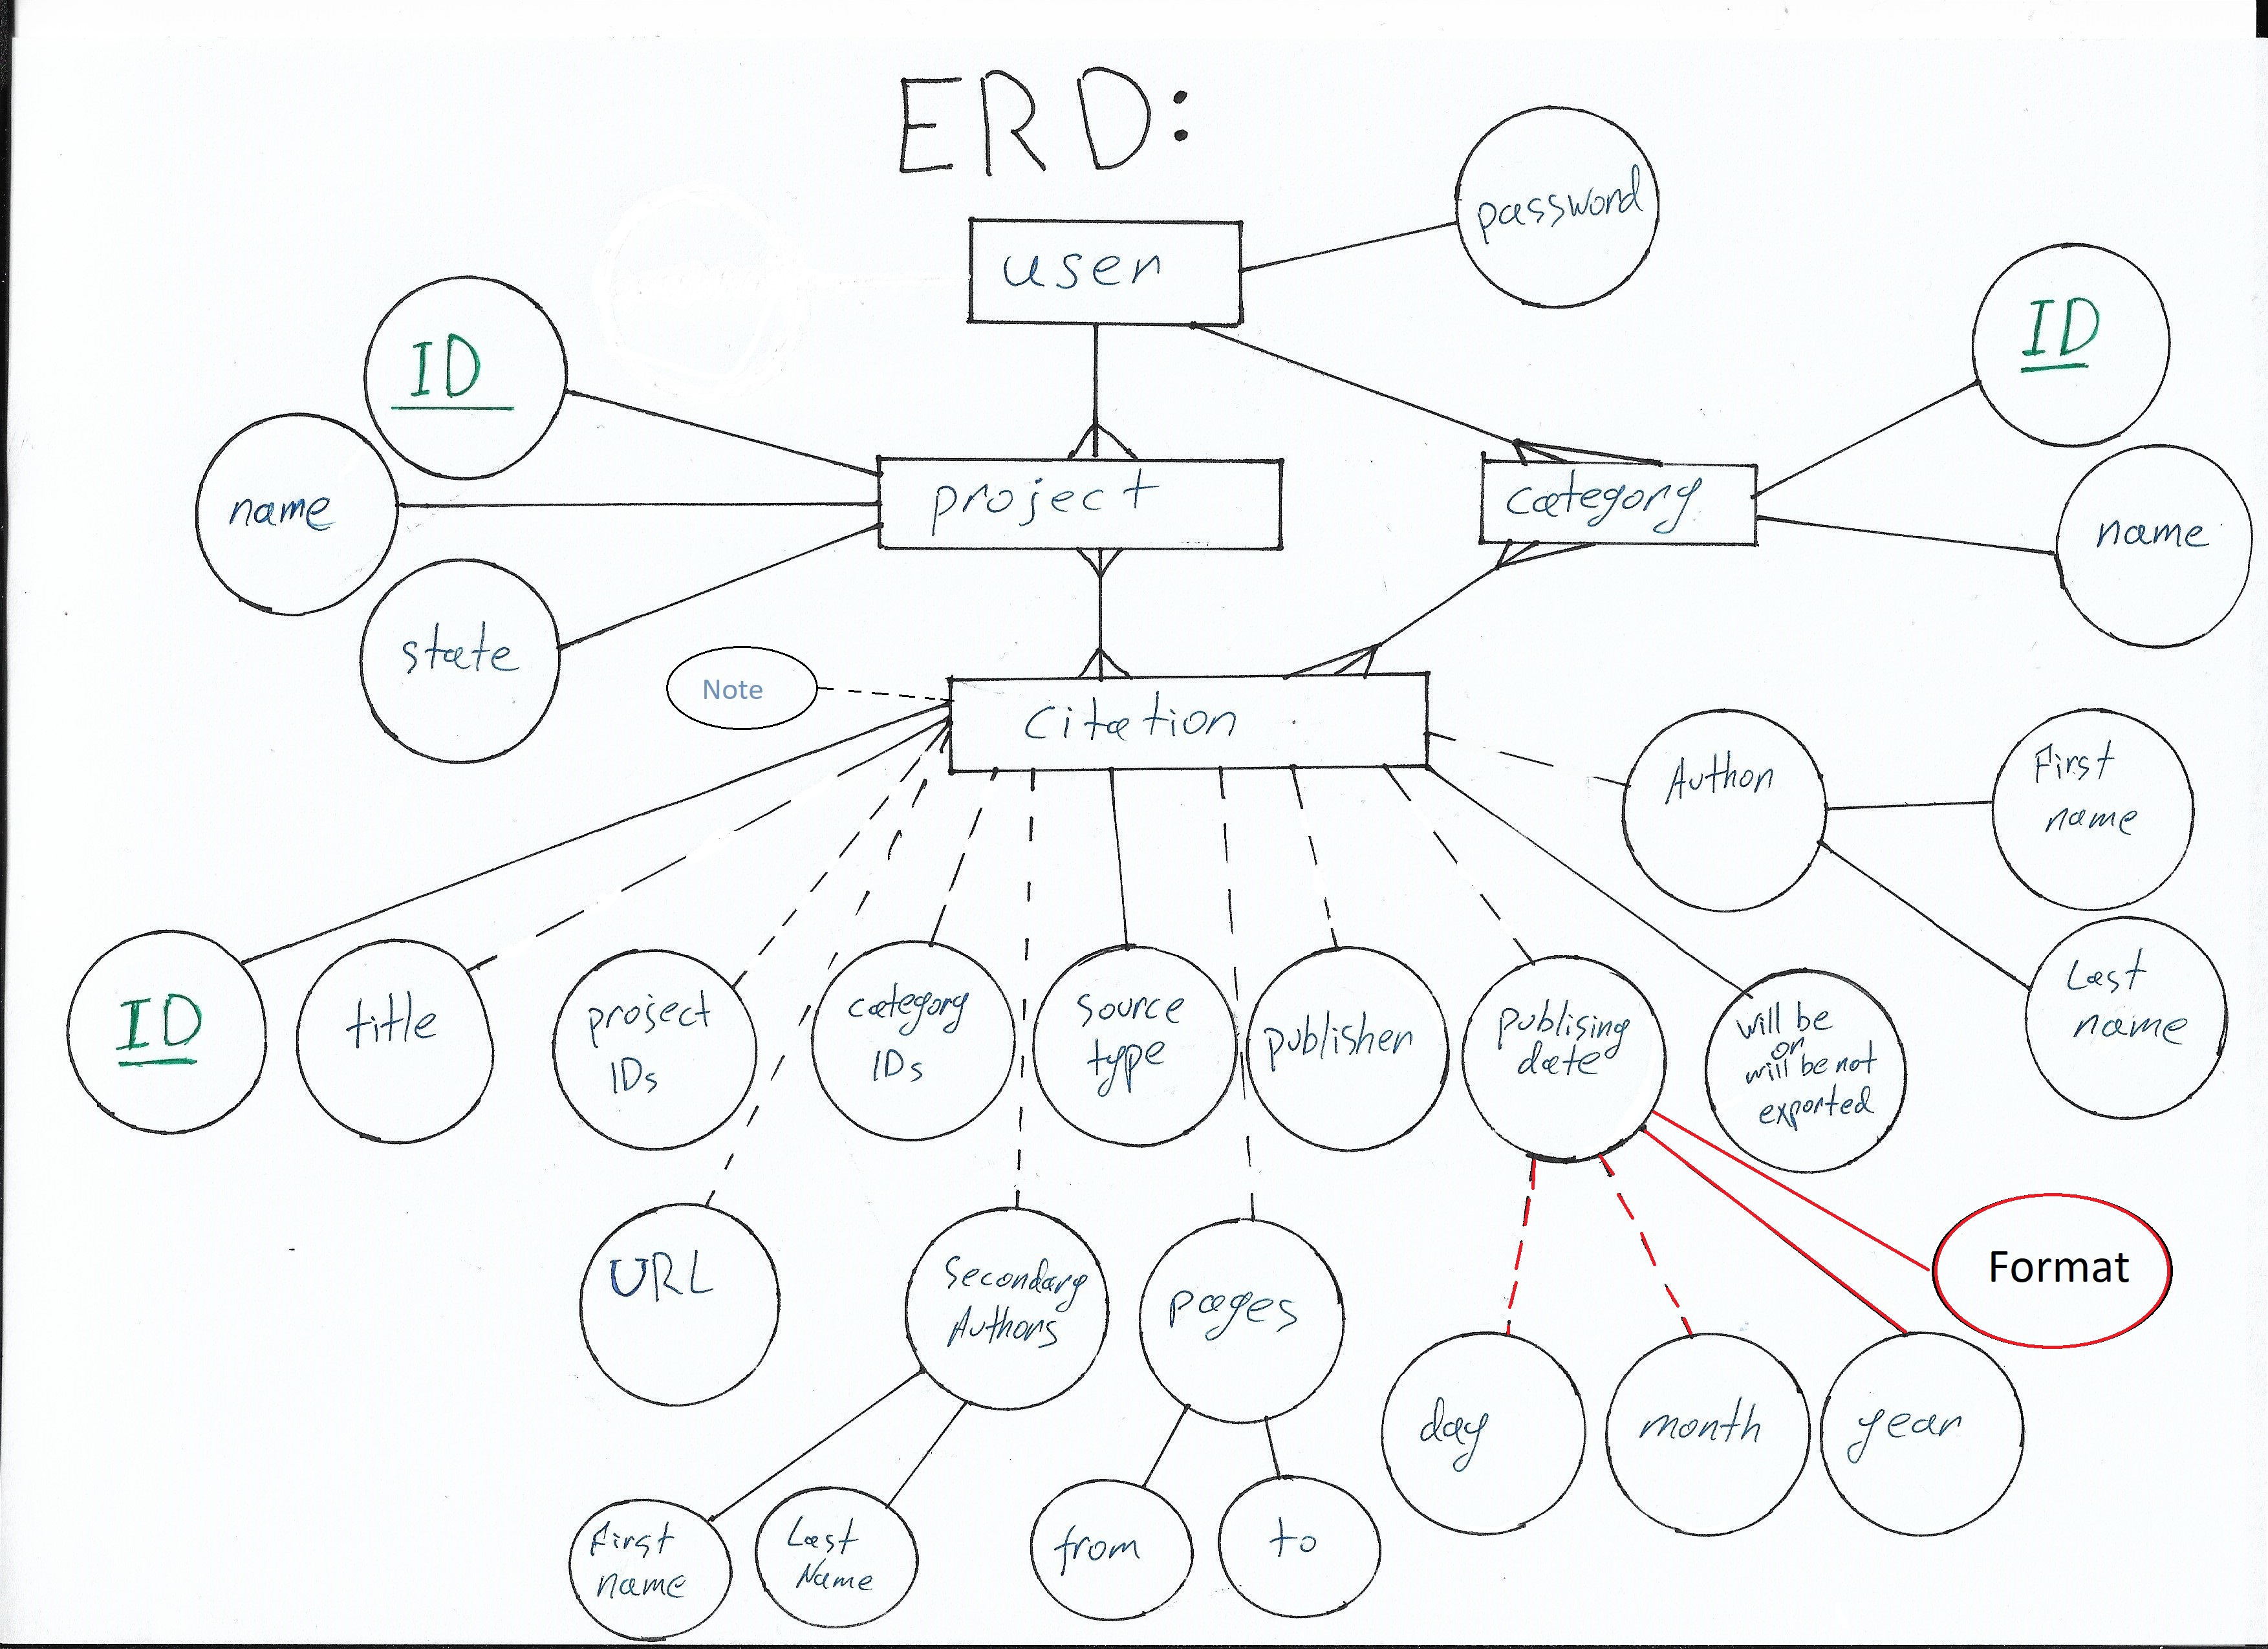 ERD:
user
password
ID
name
state
project
category
ID
name
Note
citation
Author
First
name
Last
name
ID
title
project
IDs
category
IDs
source
type
publisher
publising
date
will be
or
will be not
exported
URL
Secondary
Authors
pages
Format
day
month
year
First
name
Last
Name
from
to